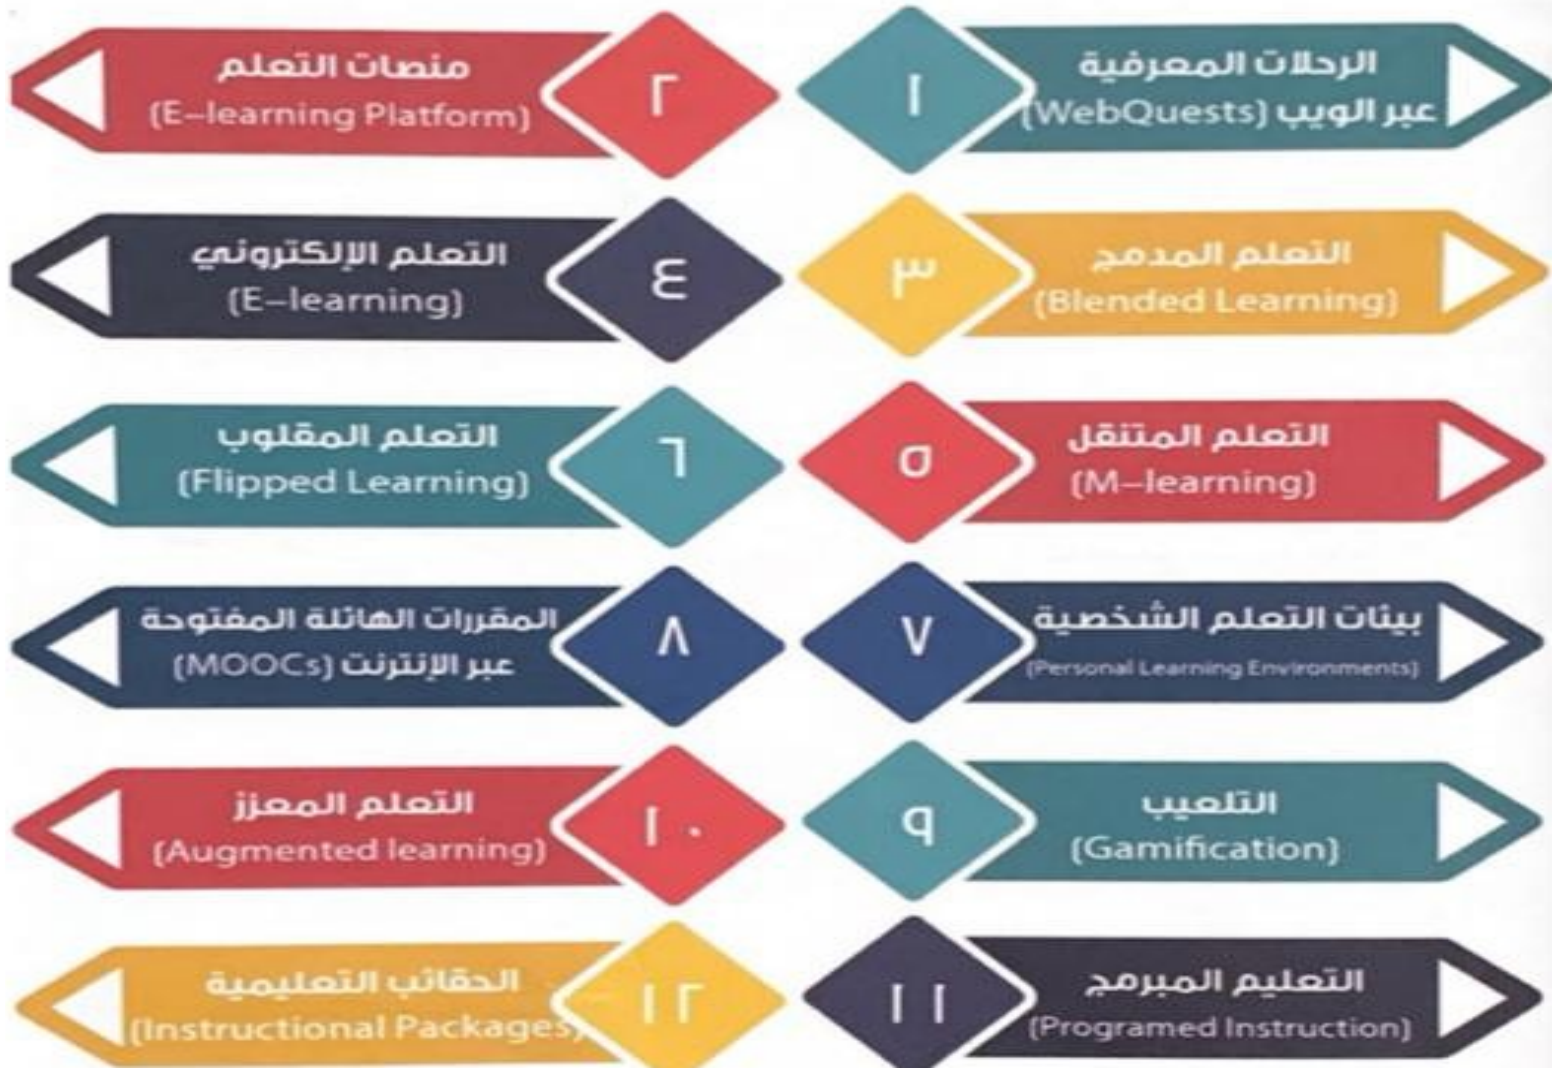 ١
الرحلات المعرفية
عبر الويب (WebQuests)
٢
منصات التعلم
(E-learning Platform)
٣
التعلم المدمج
(Blended Learning)
٤
التعلم الإلكتروني
(E-learning)
٥
التعلم المتنقل
(M-learning)
٦
التعلم المقلوب
(Flipped Learning)
٧
بيئات التعلم الشخصية
(Personal Learning Environments)
٨
المقررات الهائلة المفتوحة
عبر الإنترنت (MOOCs)
٩
التلعيب
(Gamification)
١٠
التعلم المعزز
(Augmented learning)
١١
التعليم المبرمج
(Programed Instruction)
١٢
الحقائب التعليمية
(Instructional Packages)